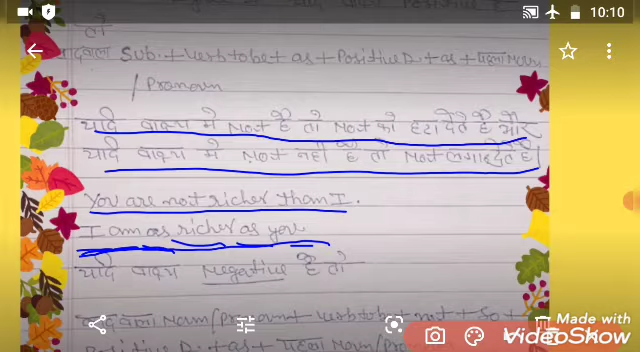 10:10
तो
वाला Sub. + verb to be + as + Positive D. + as + पहला Noun
/ Pronoun
यदि वाक्य में Not है तो Not को हटा देते है और
यदि वाक्य में Not नहीं है तो Not लगा देते है।
You are not richer than I.
I am as richer as you
यदि वाक्य Negative है तो
वाला Noun/Pronoun + verb to be + not + So +
Positive D. + as + पहला Noun/
Made with
VideoShow